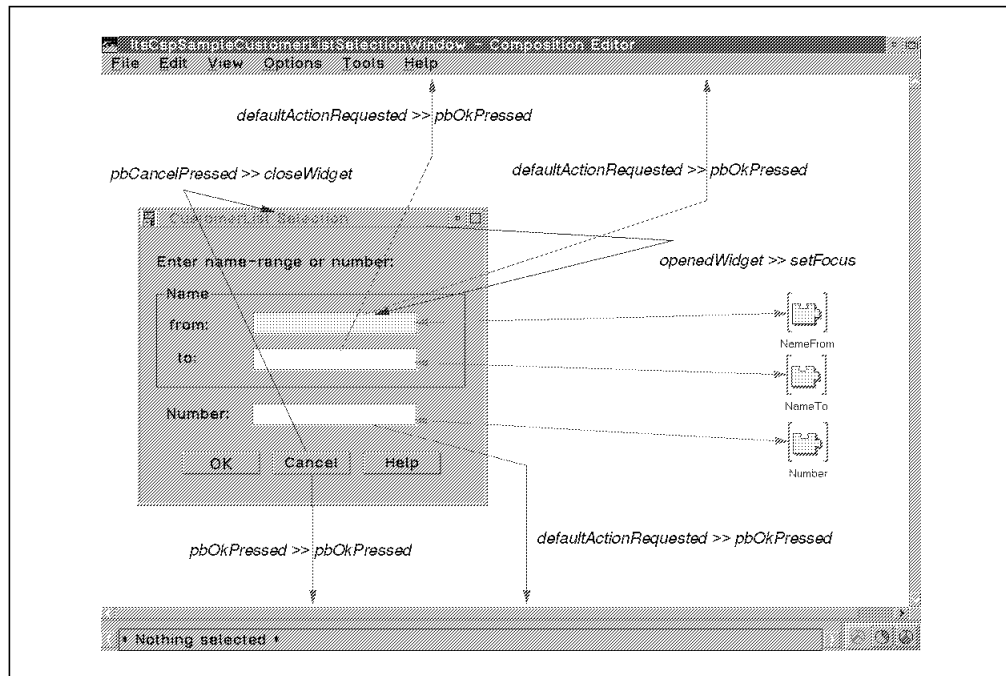 ItsCspSampleCustomerListSelectionWindow - Composition Editor
File Edit View Options Tools Help
defaultActionRequested >> pbOkPressed
defaultActionRequested >> pbOkPressed
pbCancelPressed >> closeWidget
CustomerList Selection
openedWidget >> setFocus
Enter name-range or number:
Name
from:
NameFrom
to:
NameTo
Number:
Number
OK Cancel Help
defaultActionRequested >> pbOkPressed
pbOkPressed >> pbOkPressed
* Nothing selected *